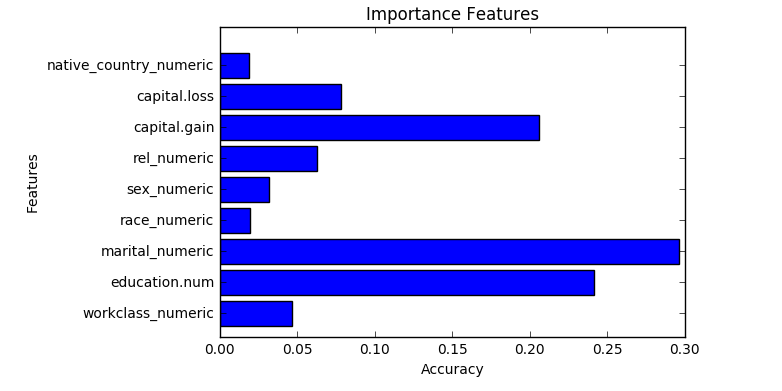 Importance Features
native_country_numeric
capital.loss
capital.gain
rel_numeric
sex_numeric
race_numeric
marital_numeric
education.num
workclass_numeric
Features
0.00 0.05 0.10 0.15 0.20 0.25 0.30
Accuracy